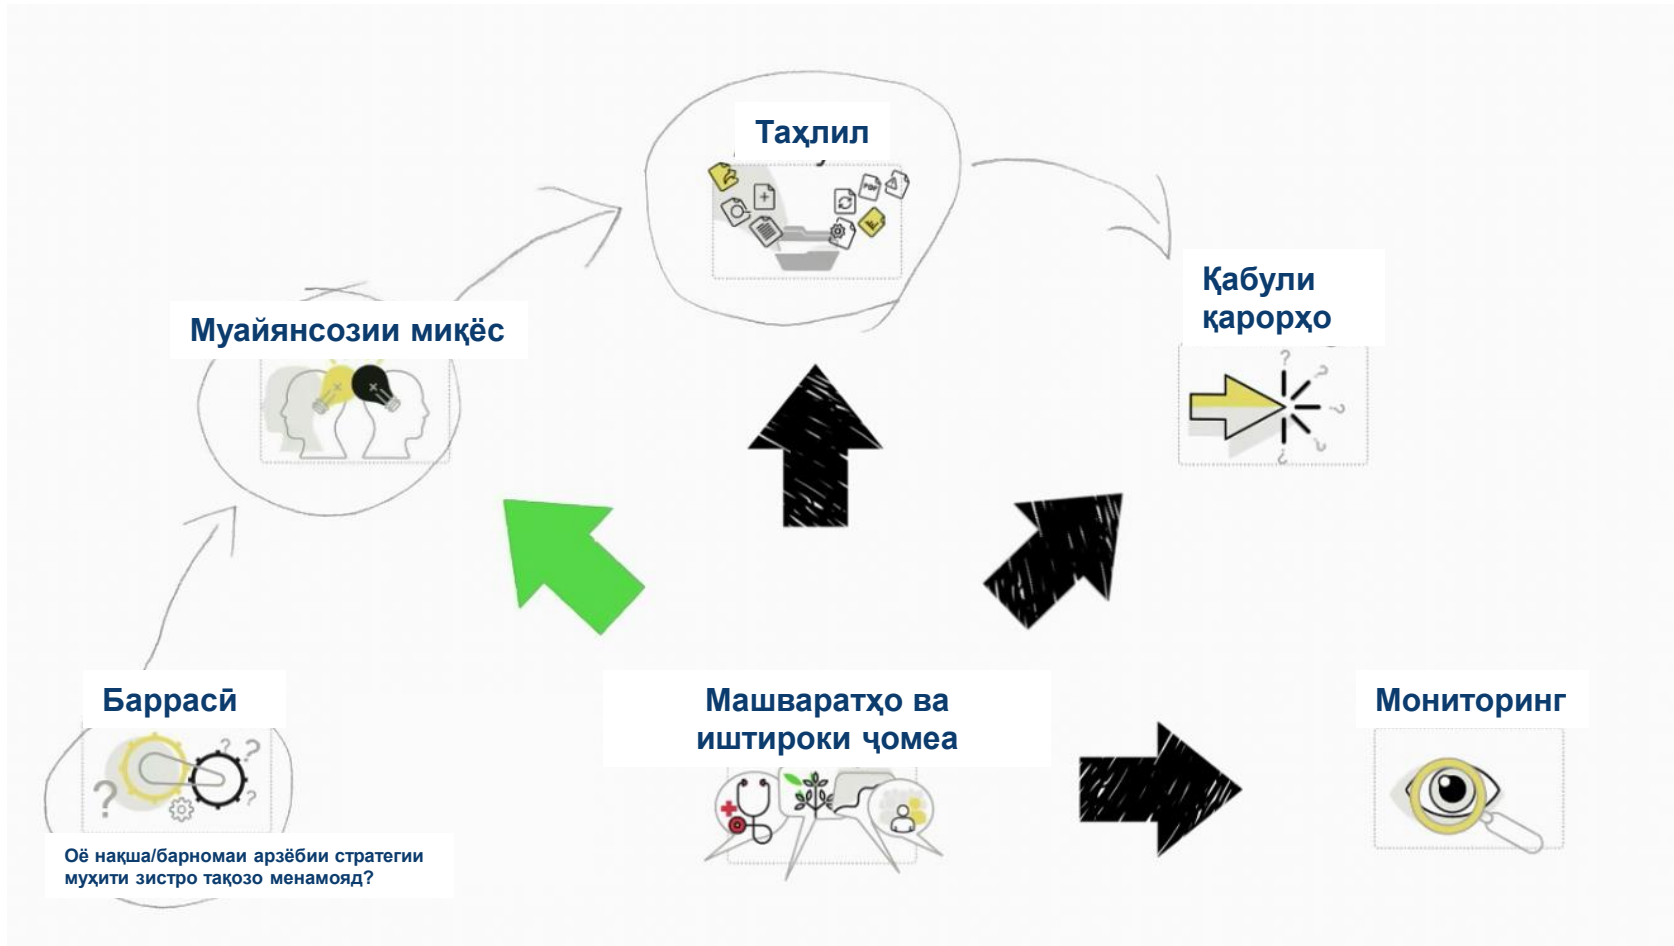 Таҳлил
PDF
Қабули
қарорҳо
Муайянсозии миқёс
Баррасӣ
Машваратҳо ва
иштироки ҷомеа
Мониторинг
Оё нақша/барномаи арзёбии стратегии
муҳити зистро тақозо менамояд?